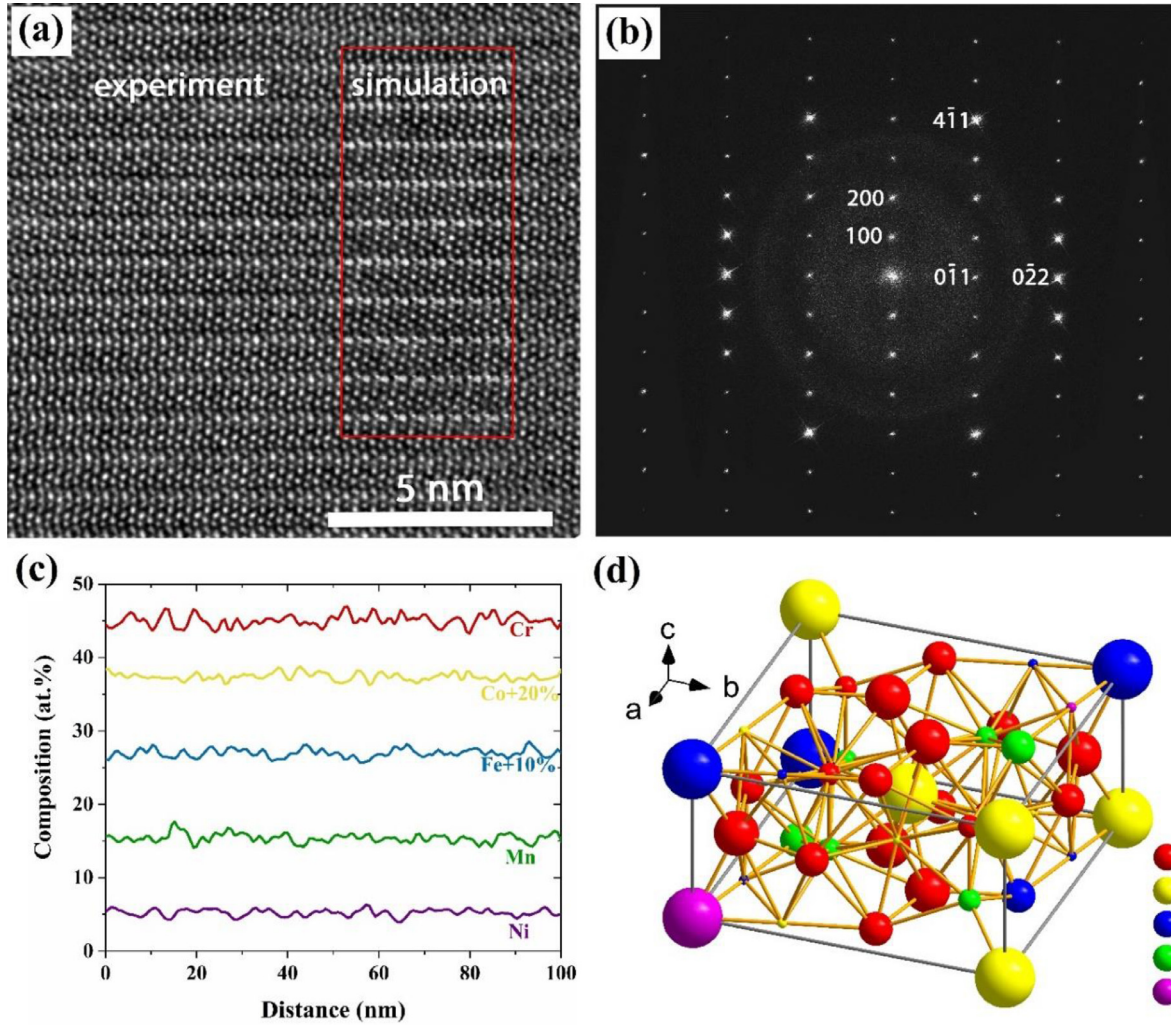 (a)
experiment
simulation
5 nm
(b)
41̄1
200
100
01̄1
02̄2
(c)
Composition (at.%)
50
40
30
20
10
0
Cr
Co+20%
Fe+10%
Mn
Ni
0
20
40
60
80
100
Distance (nm)
(d)
c
b
a